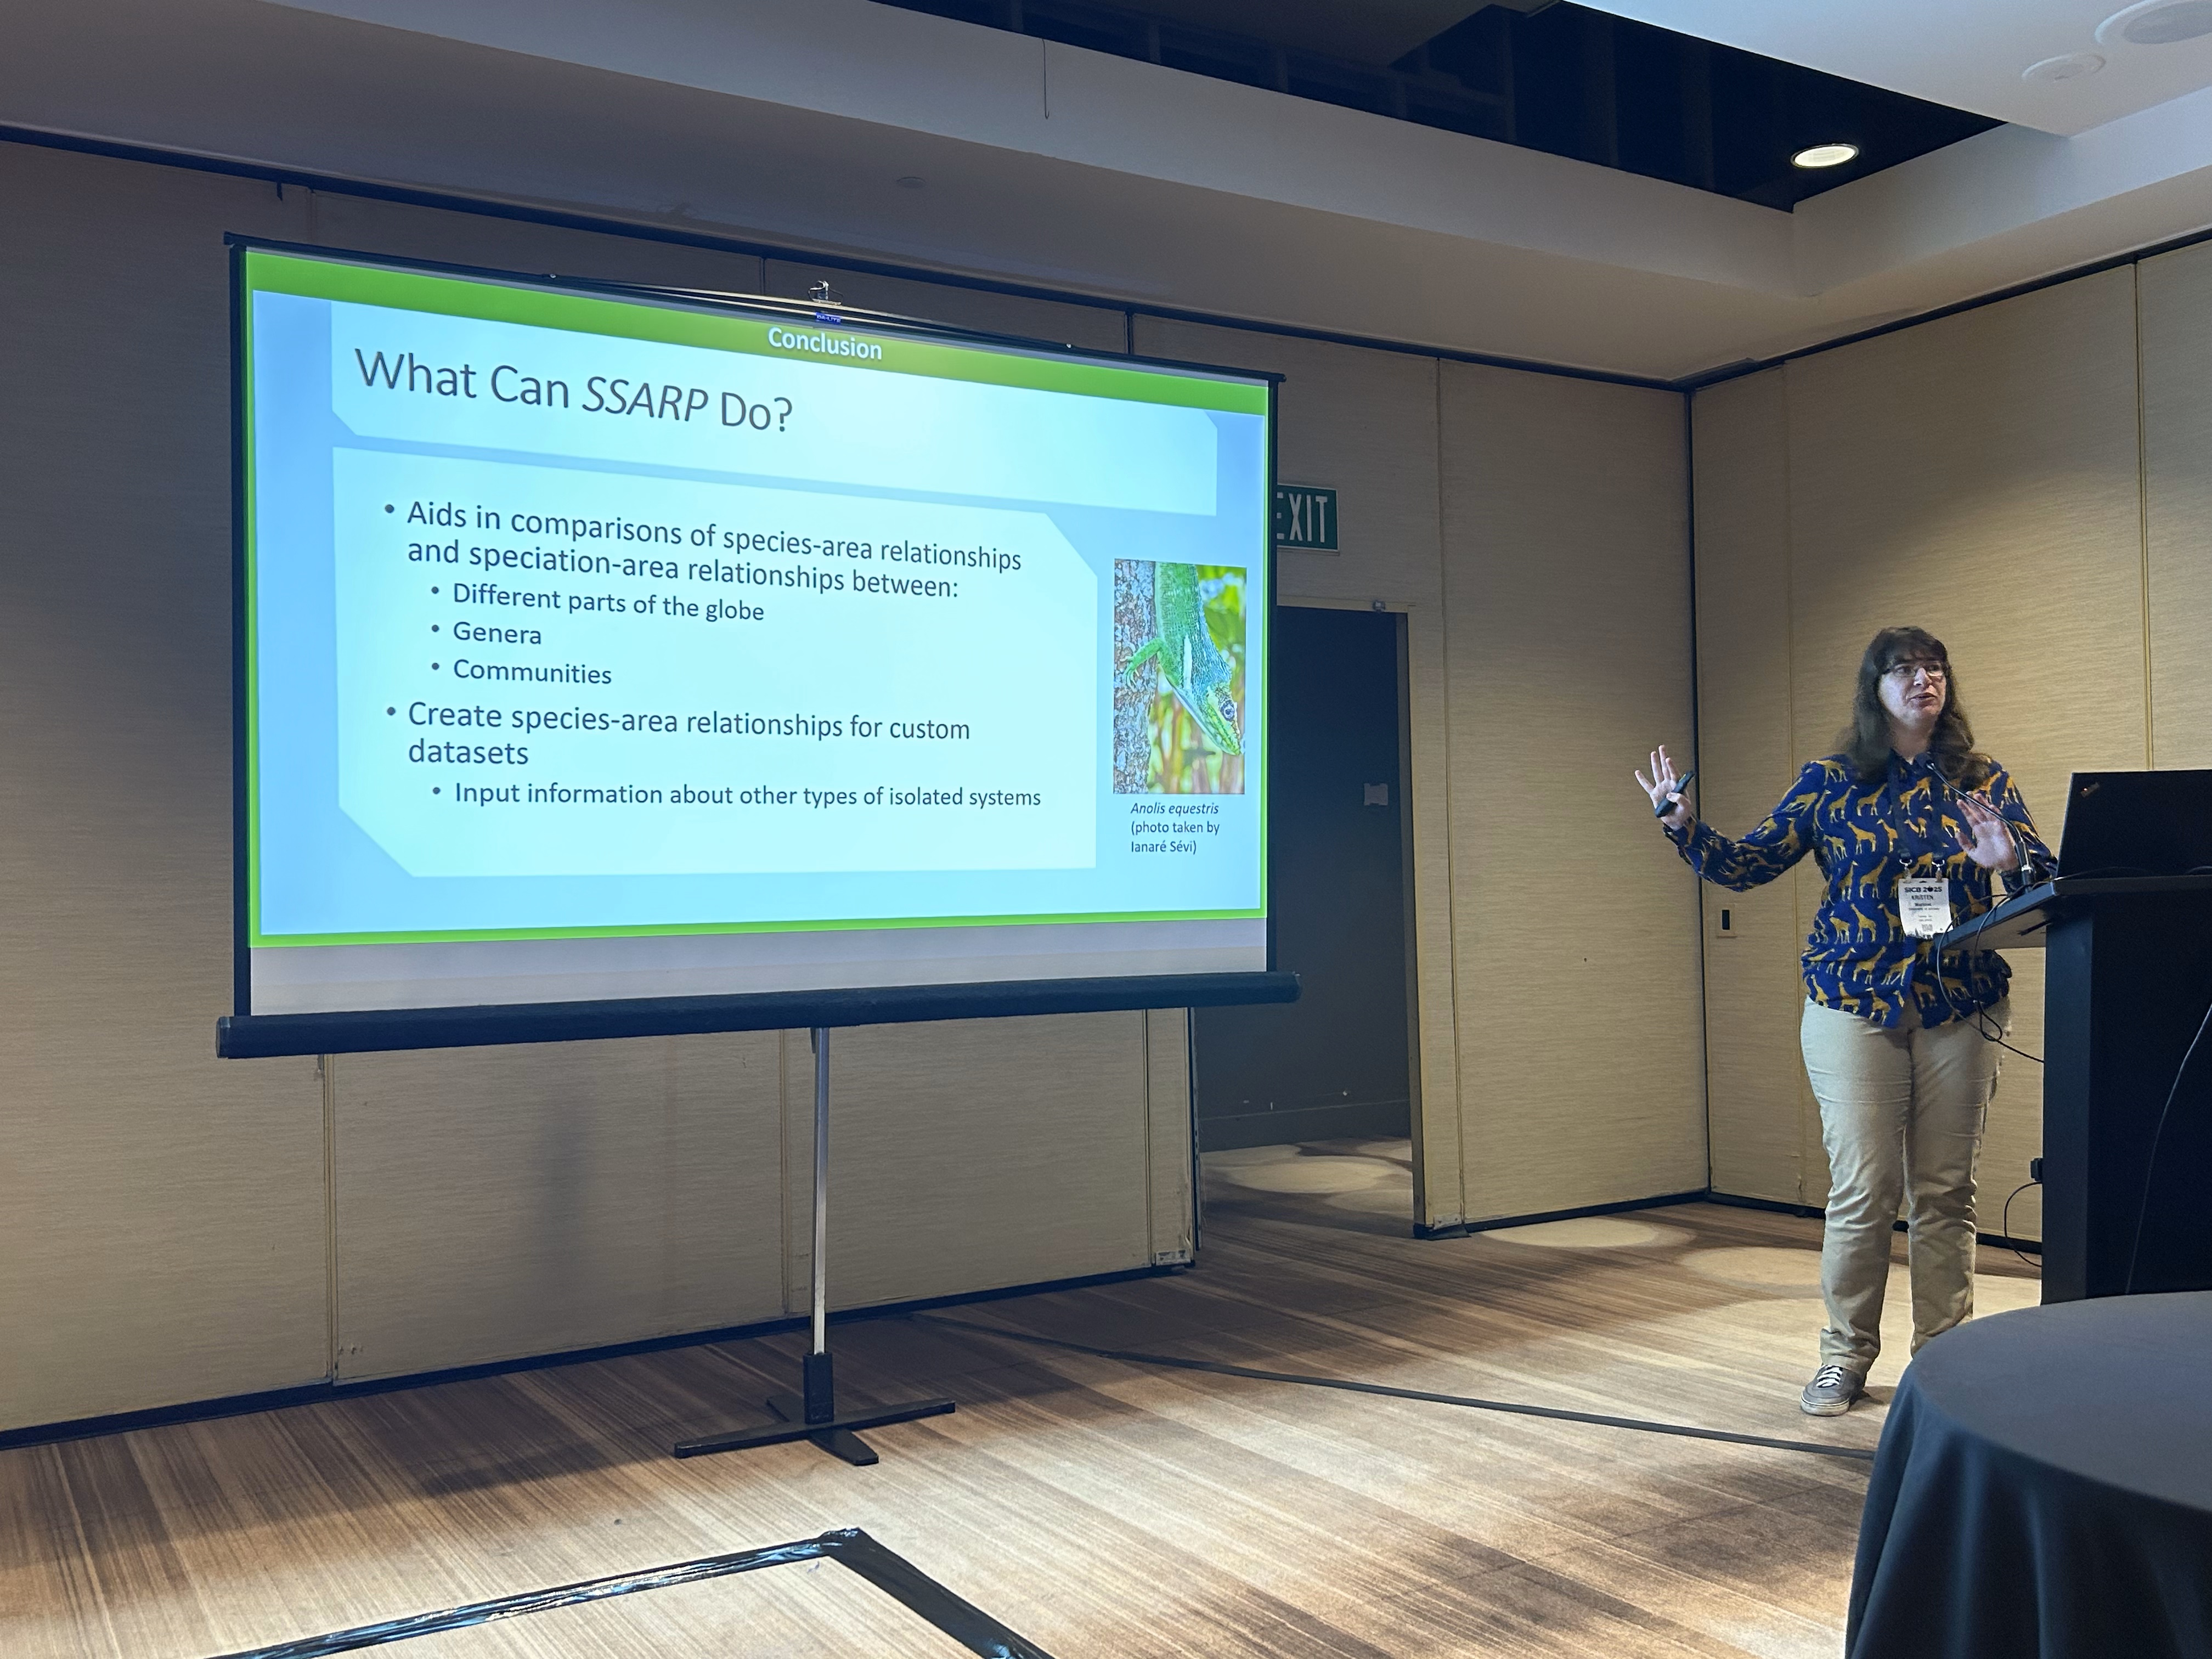 Conclusion
What Can SSARP Do?
• Aids in comparisons of species-area relationships
and speciation-area relationships between:
• Different parts of the globe
• Genera
• Communities
• Create species-area relationships for custom
datasets
• Input information about other types of isolated systems
Anolis equestris
(photo taken by
Ianaré Sévi)
EXIT
SICB 2025
KRISTEN